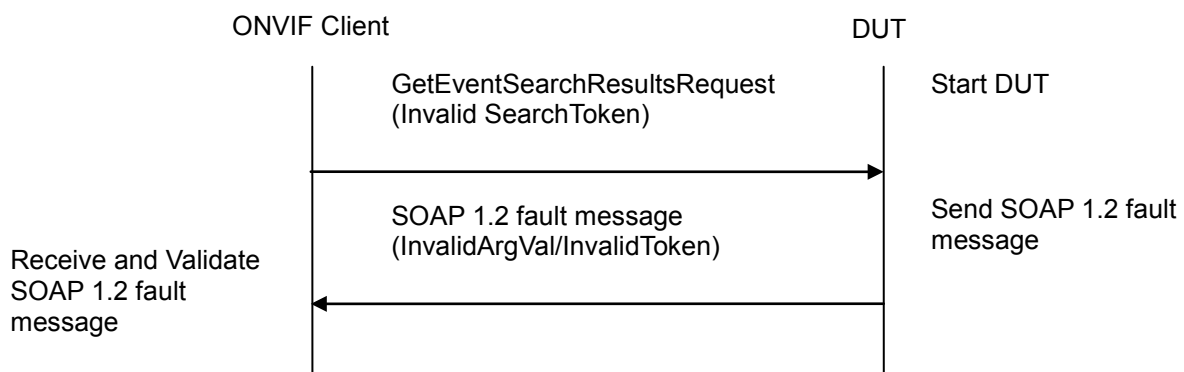 ONVIF Client
DUT
GetEventSearchResultsRequest
(Invalid SearchToken)
Start DUT
SOAP 1.2 fault message
(InvalidArgVal/InvalidToken)
Send SOAP 1.2 fault
message
Receive and Validate
SOAP 1.2 fault
message